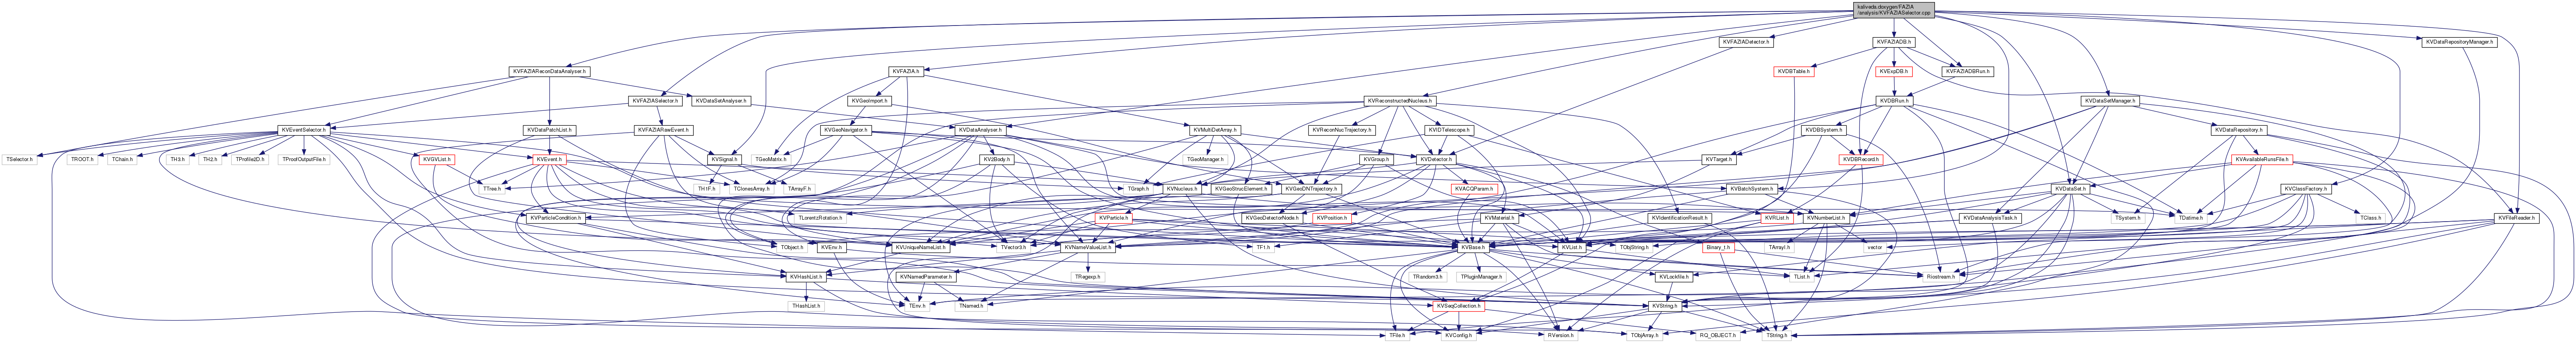 kaliveda.doxygen/FAZIA
/analysis/KVFAZIASelector.cpp
KVFAZIADetector.h
KVFAZIADB.h
KVDataRepositoryManager.h
KVFAZIAReconDataAnalyser.h
KVFAZIA.h
KVDBTable.h
KVExpDB.h
KVFAZIADBRun.h
KVFAZIASelector.h
KVDataSetAnalyser.h
KVGeoImport.h
KVReconstructedNucleus.h
KVDBRun.h
KVDataSetManager.h
KVEventSelector.h
KVDataPatchList.h
KVFAZIARawEvent.h
KVGeoNavigator.h
KVDataAnalyser.h
KVMultiDetArray.h
KVReconNucTrajectory.h
KVIDTelescope.h
KVDBSystem.h
KVDataRepository.h
TSelector.h
TROOT.h
TChain.h
TH3.h
TH2.h
TProfile2D.h
TProofOutputFile.h
KVGVList.h
KVEvent.h
KVSignal.h
TGeoMatrix.h
KV2Body.h
TGeoManager.h
KVGroup.h
KVDetector.h
KVTarget.h
KVDBRecord.h
KVAvailableRunsFile.h
TTree.h
TH1F.h
TClonesArray.h
TArrayF.h
TGraph.h
KVNucleus.h
KVGeoStrucElement.h
KVGeoDNTrajectory.h
KVACQParam.h
KVBatchSystem.h
KVDataSet.h
KVClassFactory.h
KVParticleCondition.h
TLorentzRotation.h
KVParticle.h
KVGeoDetectorNode.h
KVPosition.h
KVMaterial.h
KVIdentificationResult.h
KVRList.h
KVNumberList.h
KVDataAnalysisTask.h
TSystem.h
TDatime.h
TClass.h
KVFileReader.h
TObject.h
KVEnv.h
KVUniqueNameList.h
TVector3.h
KVNameValueList.h
TF1.h
KVBase.h
KVList.h
TObjString.h
Binary_t.h
TArrayI.h
vector
KVHashList.h
KVNamedParameter.h
TRegexp.h
TRandom3.h
TPluginManager.h
KVLockfile.h
TList.h
Riostream.h
THashList.h
TEnv.h
TNamed.h
KVSeqCollection.h
KVString.h
TFile.h
KVConfig.h
RVersion.h
TObjArray.h
RQ_OBJECT.h
TString.h